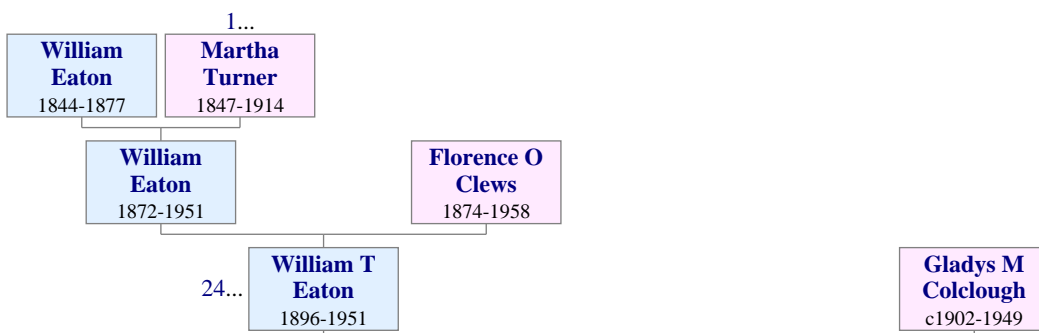 1...
William
Eaton
1844-1877
Martha
Turner
1847-1914
William
Eaton
1872-1951
Florence O
Clews
1874-1958
24...
William T
Eaton
1896-1951
Gladys M
Colclough
c1902-1949